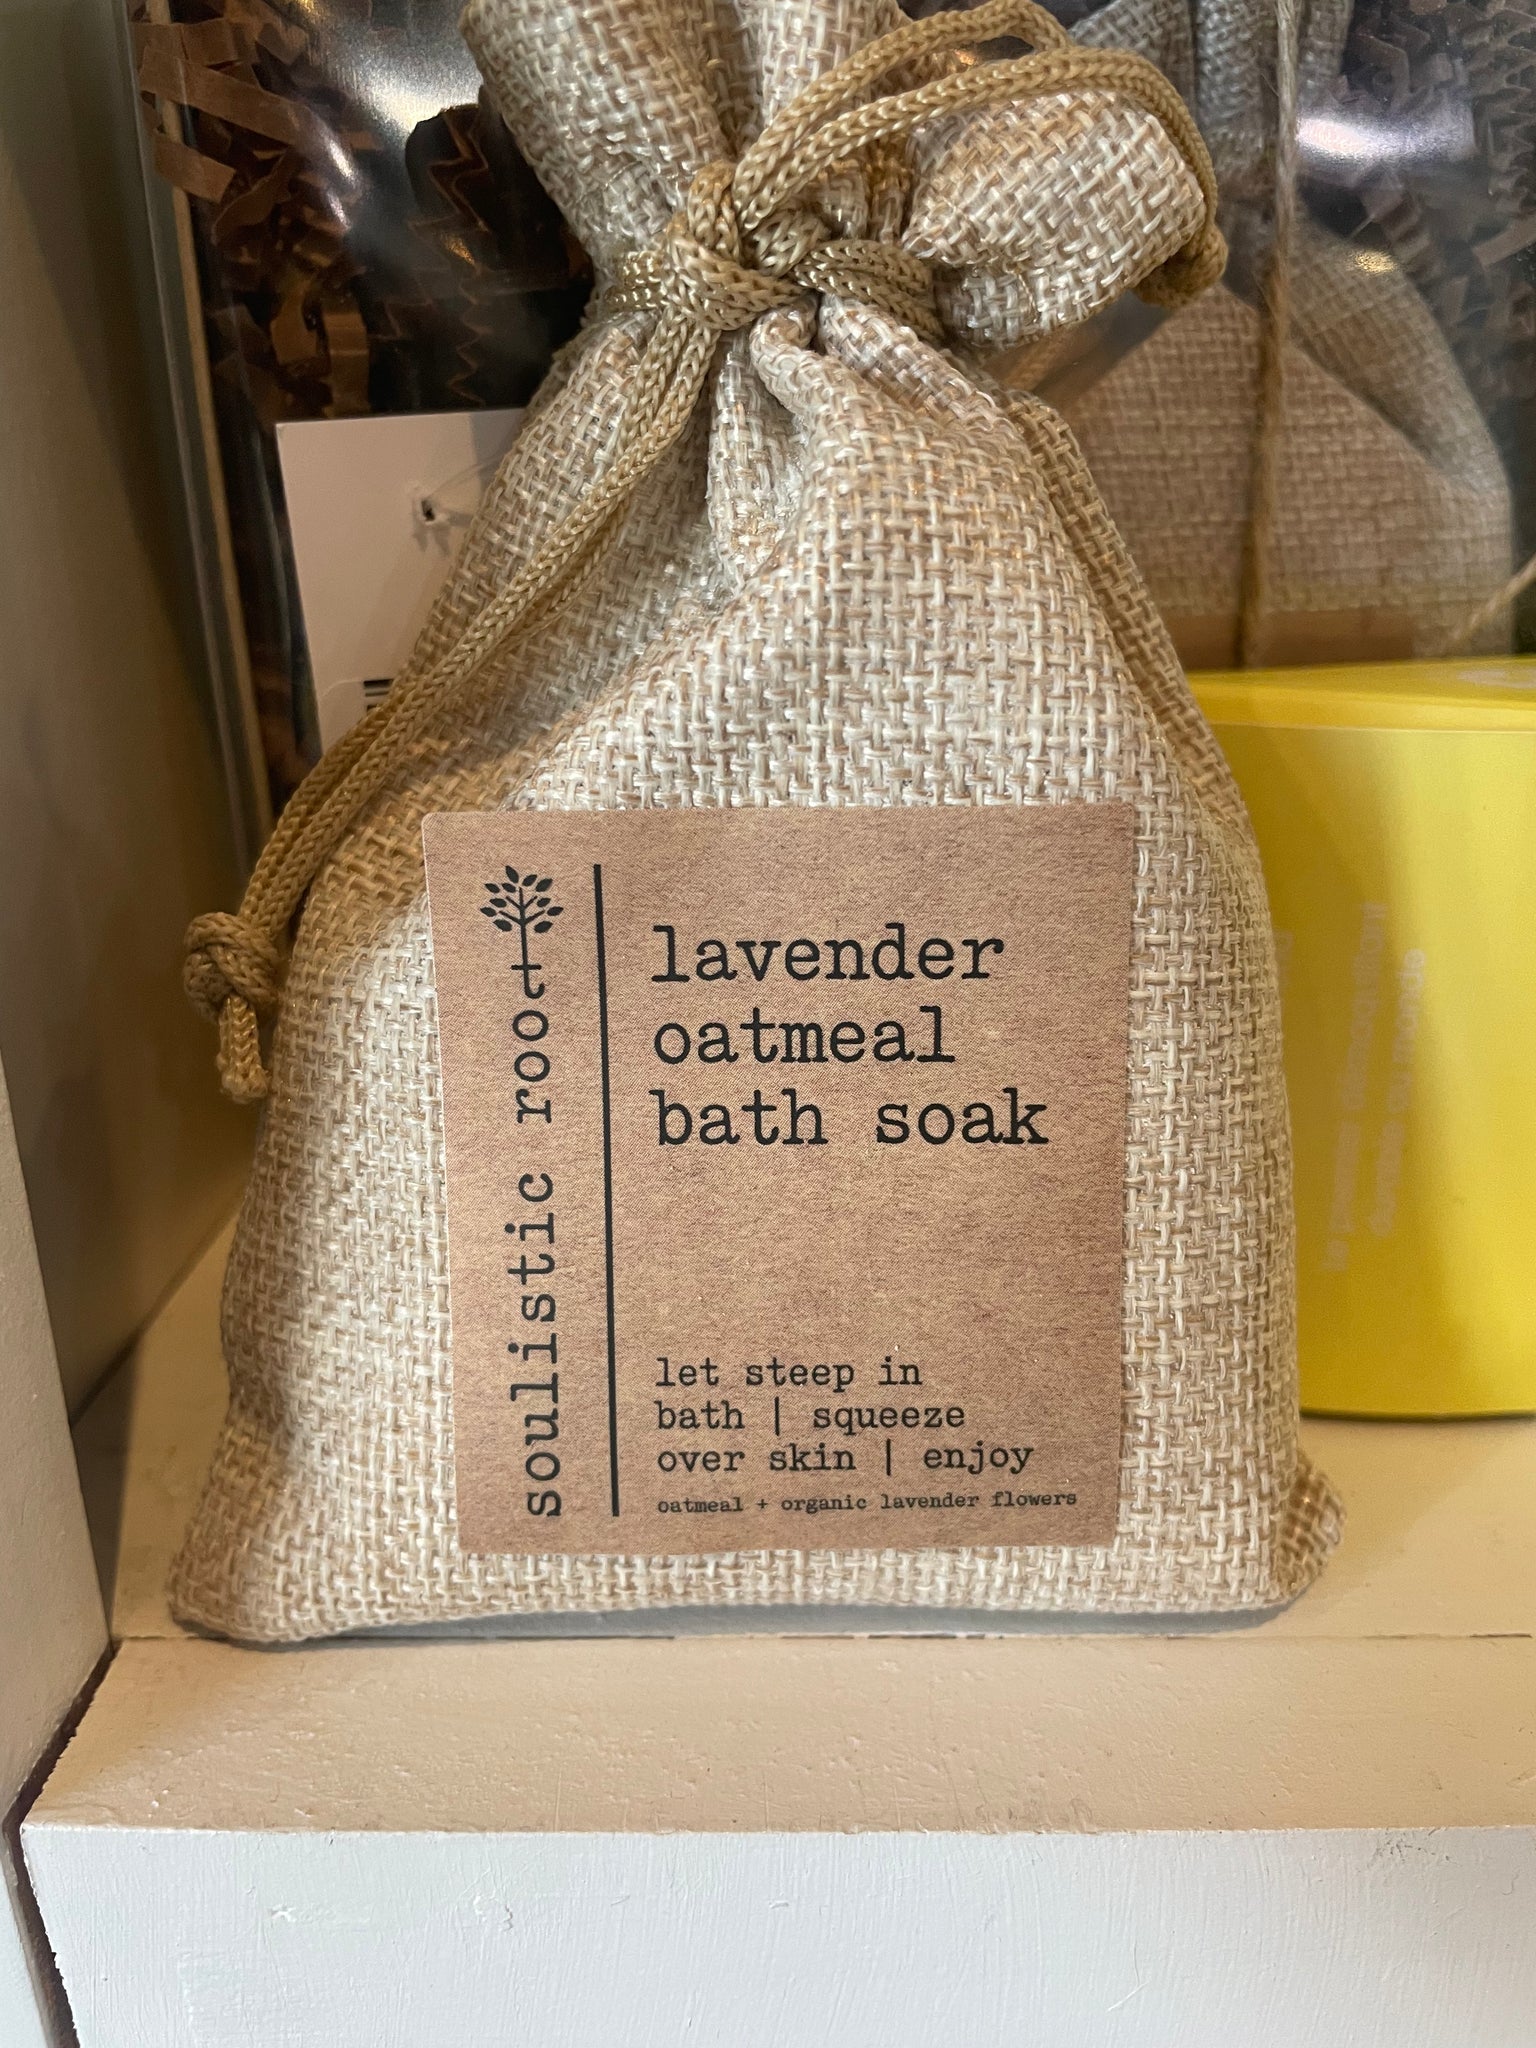 soulistic root
lavender
oatmeal
bath soak
let steep in
bath | squeeze
over skin | enjoy
oatmeal + organic lavender flowers